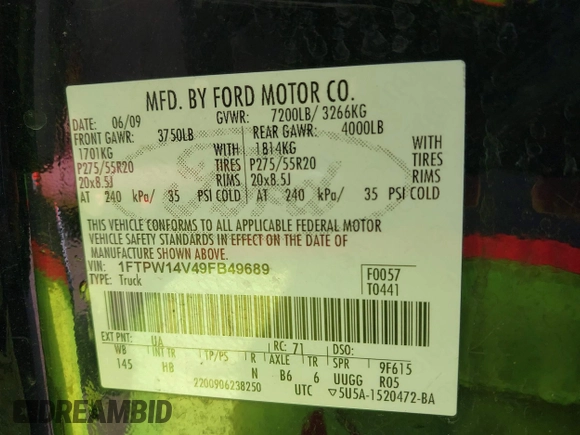 MFD. BY FORD MOTOR CO.
DATE: 06/09 GVWR: 7200LB/ 3266KG
FRONT GAWR: 3750LB REAR GAWR: 4000LB
1701KG WITH 1814KG WITH
P275/55R20 TIRES P275/55R20 TIRES
20x8.5J RIMS 20x8.5J RIMS
AT 240 kPa/ 35 PSI COLD AT 240 kPa/ 35 PSI COLD
Ford
THIS VEHICLE CONFORMS TO ALL APPLICABLE FEDERAL MOTOR
VEHICLE SAFETY STANDARDS IN EFFECT ON THE DATE OF
MANUFACTURE SHOWN ABOVE.
VIN: 1FTPW14V49FB49689 F0057
TYPE: Truck T0441
EXT PNT: UA RC: 71 DSO:
WB INT TR TP/PS R AXLE TR SPR 9F615
145 HB N B6 6 UUGG R05
2200906238250 UTC ▽5U5A-1520472-BA
DREAMBID